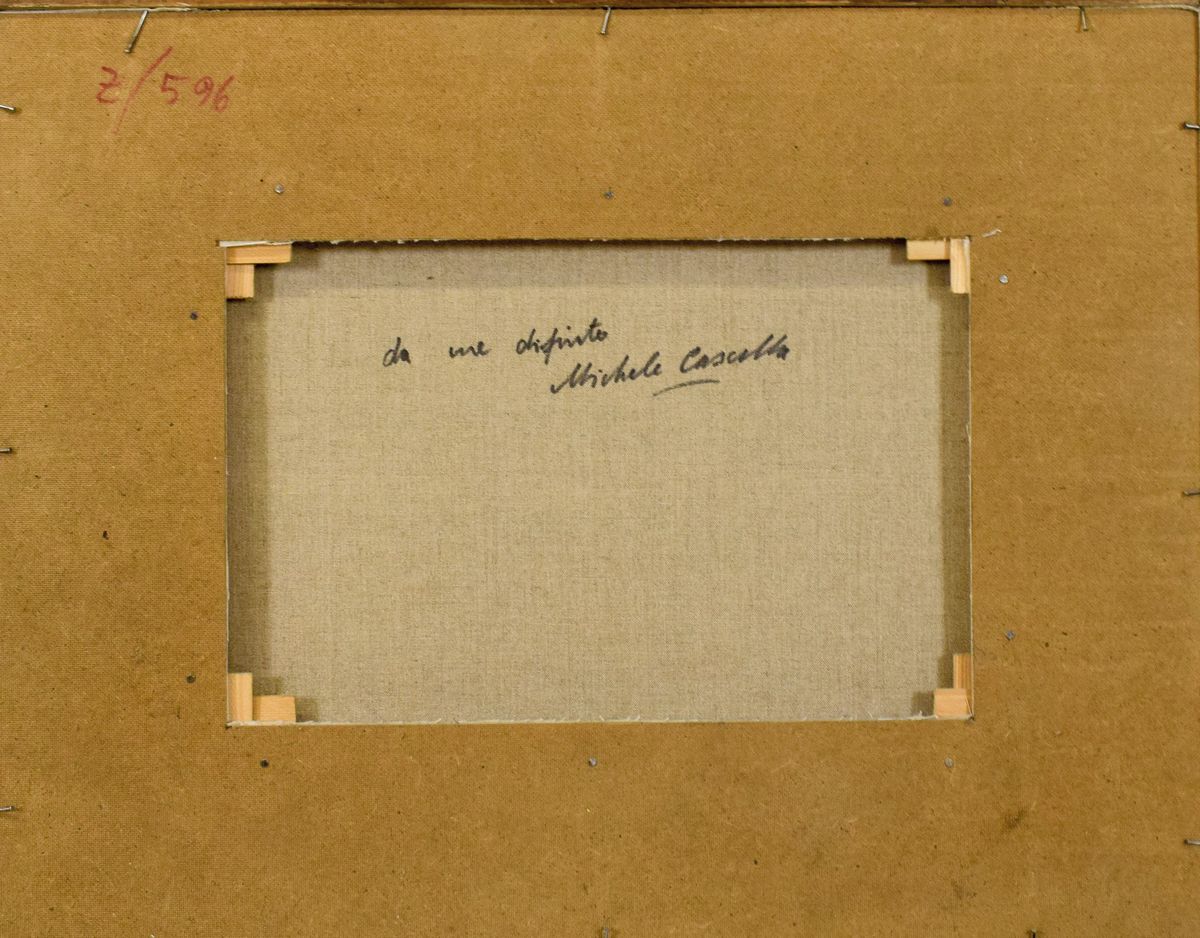 Z/596
da me dipinto
Michele Cascella